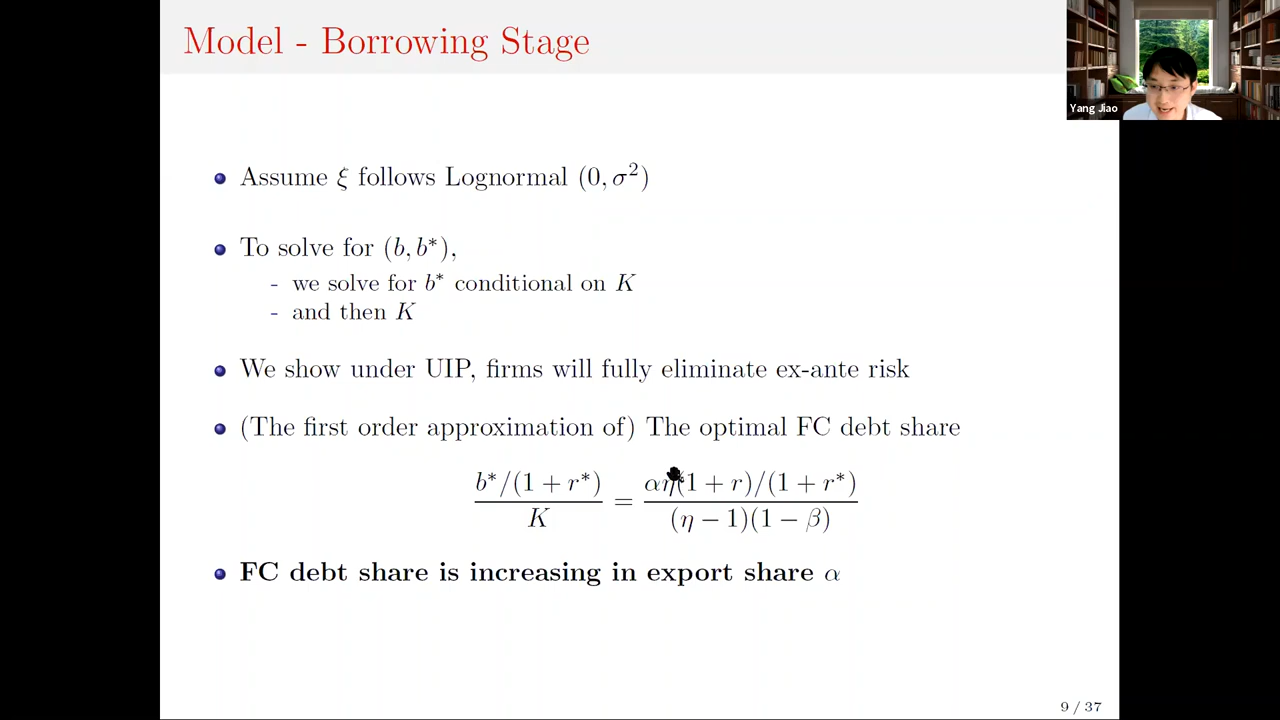 Model - Borrowing Stage
Yang Jiao
Assume ξ follows Lognormal (0, σ²)
To solve for (b, b*),
- we solve for b* conditional on K
- and then K
We show under UIP, firms will fully eliminate ex-ante risk
(The first order approximation of) The optimal FC debt share
b*/(1 + r*) / K = αη(1 + r)/(1 + r*) / (η − 1)(1 − β)
FC debt share is increasing in export share α
9 / 37